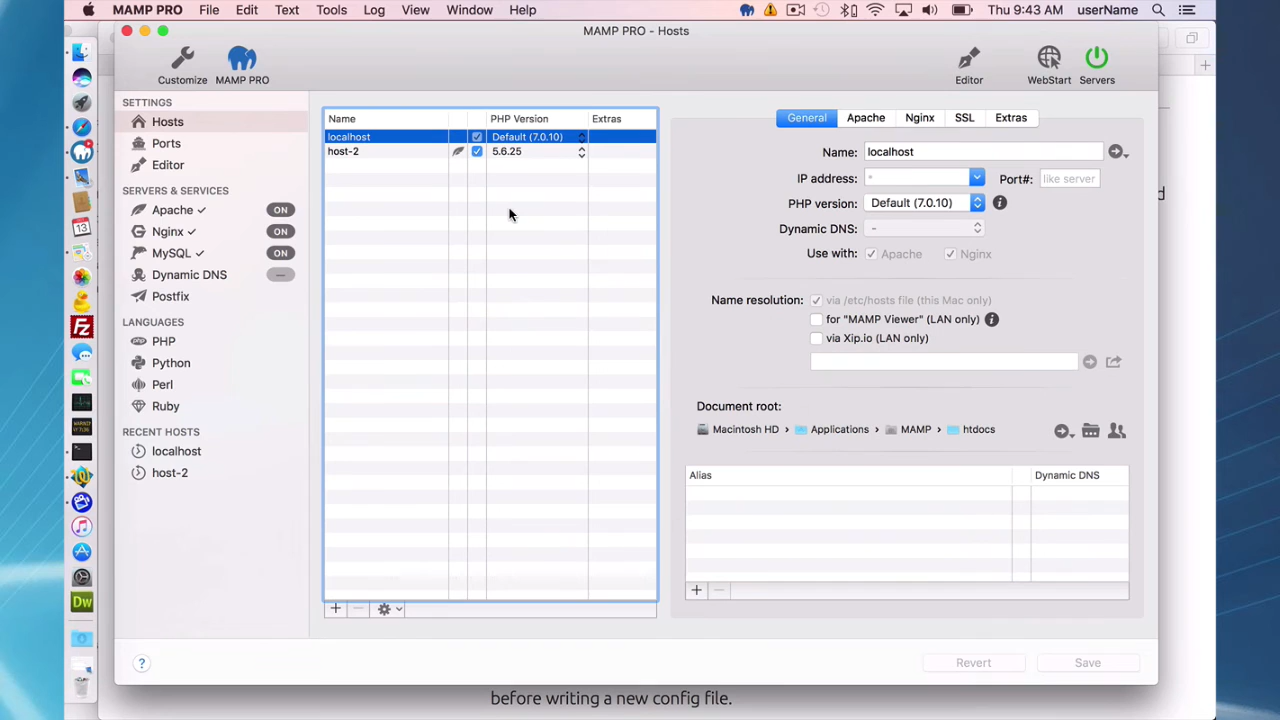 MAMP PRO File Edit Text Tools Log View Window Help Thu 9:43 AM userName
MAMP PRO - Hosts
Customize MAMP PRO Editor WebStart Servers
SETTINGS
Hosts
Ports
Editor
SERVERS & SERVICES
Apache ON
Nginx ON
MySQL ON
Dynamic DNS
Postfix
LANGUAGES
PHP
Python
Perl
Ruby
RECENT HOSTS
localhost
host-2
Name PHP Version Extras
localhost Default (7.0.10)
host-2 5.6.25
General Apache Nginx SSL Extras
Name: localhost
IP address: * Port#: like server
PHP version: Default (7.0.10)
Dynamic DNS: -
Use with: Apache Nginx
Name resolution: via /etc/hosts file (this Mac only)
for "MAMP Viewer" (LAN only)
via Xip.io (LAN only)
Document root:
Macintosh HD › Applications › MAMP › htdocs
Alias Dynamic DNS
Revert Save
before writing a new config file.
13
Fz
Dw
d